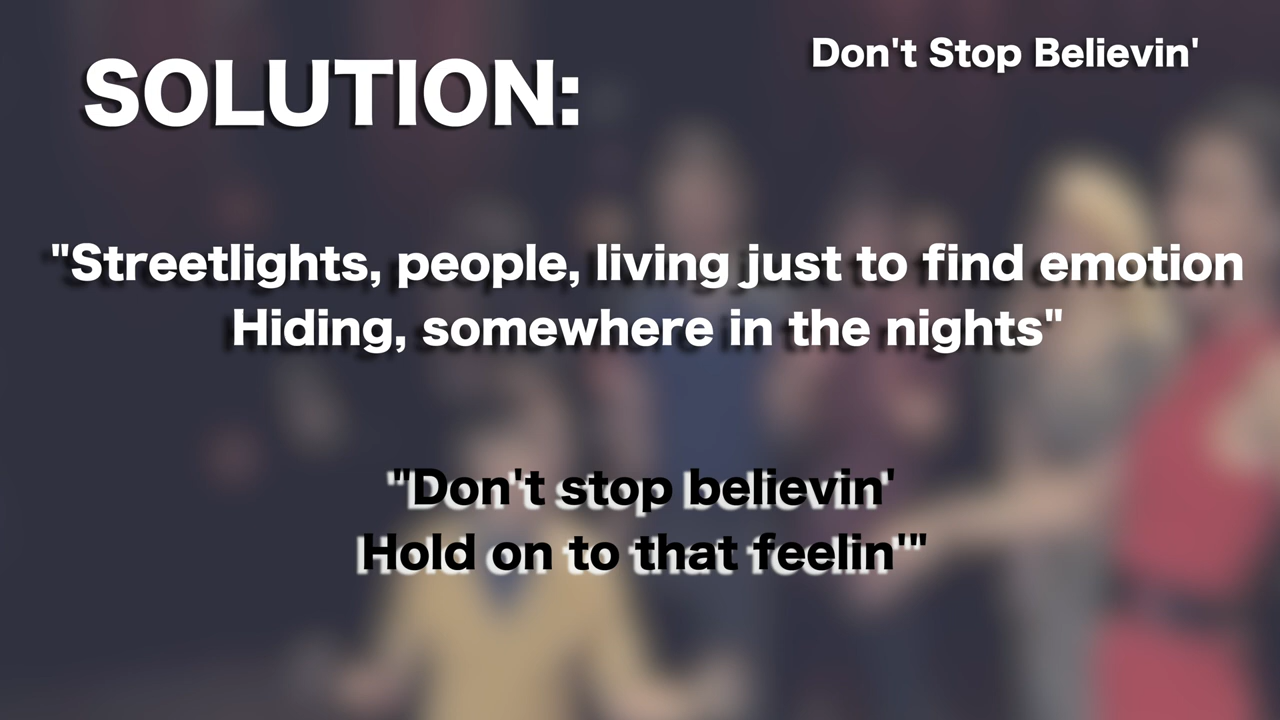 Don't Stop Believin'
SOLUTION:
"Streetlights, people, living just to find emotion
Hiding, somewhere in the nights"
"Don't stop believin'
Hold on to that feelin'"